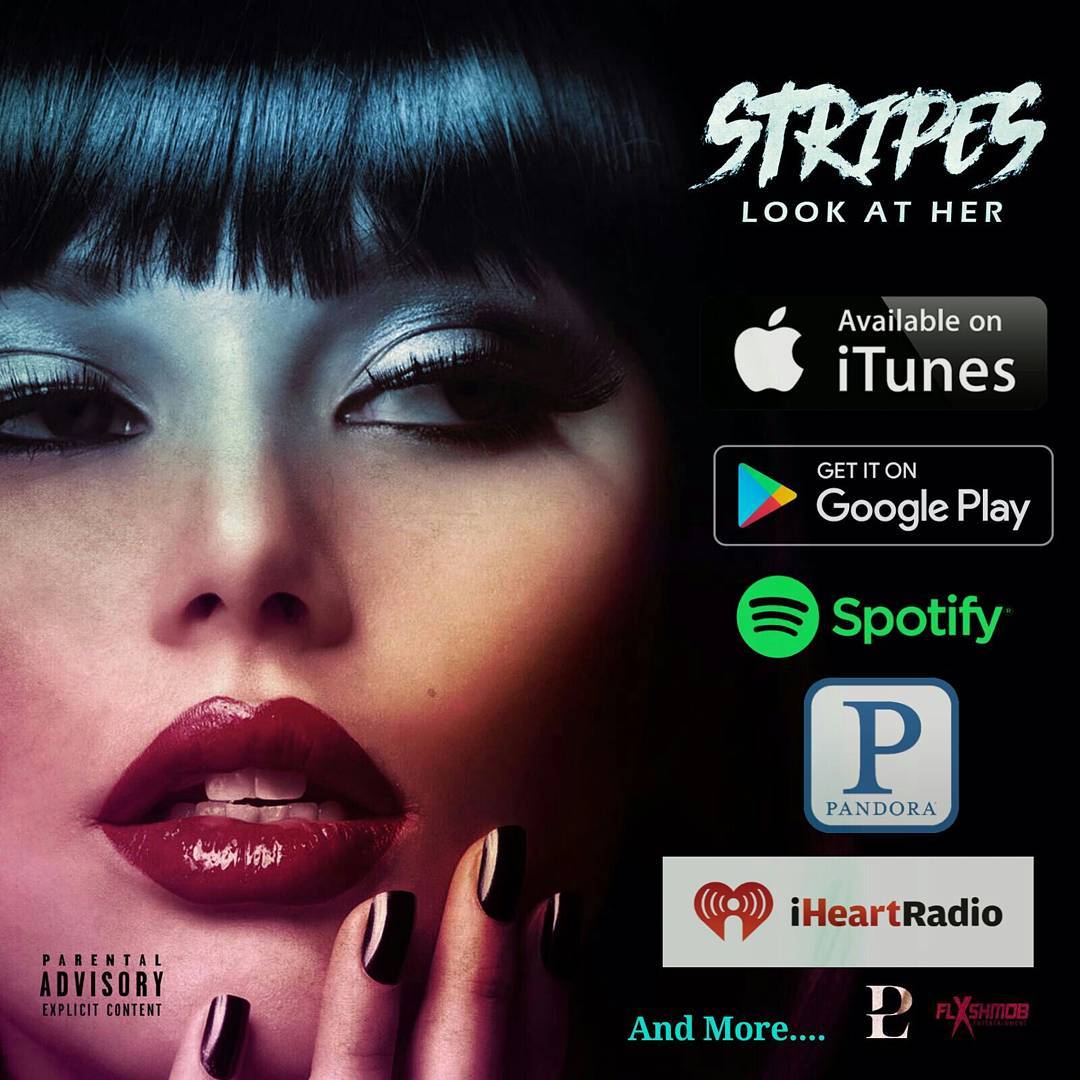 STRIPES
LOOK AT HER
Available on
iTunes
GET IT ON
Google Play
Spotify®
P
PANDORA
iHeartRadio
PARENTAL
ADVISORY
EXPLICIT CONTENT
And More....
PL
FLXSHMOB
ENTERTAINMENT